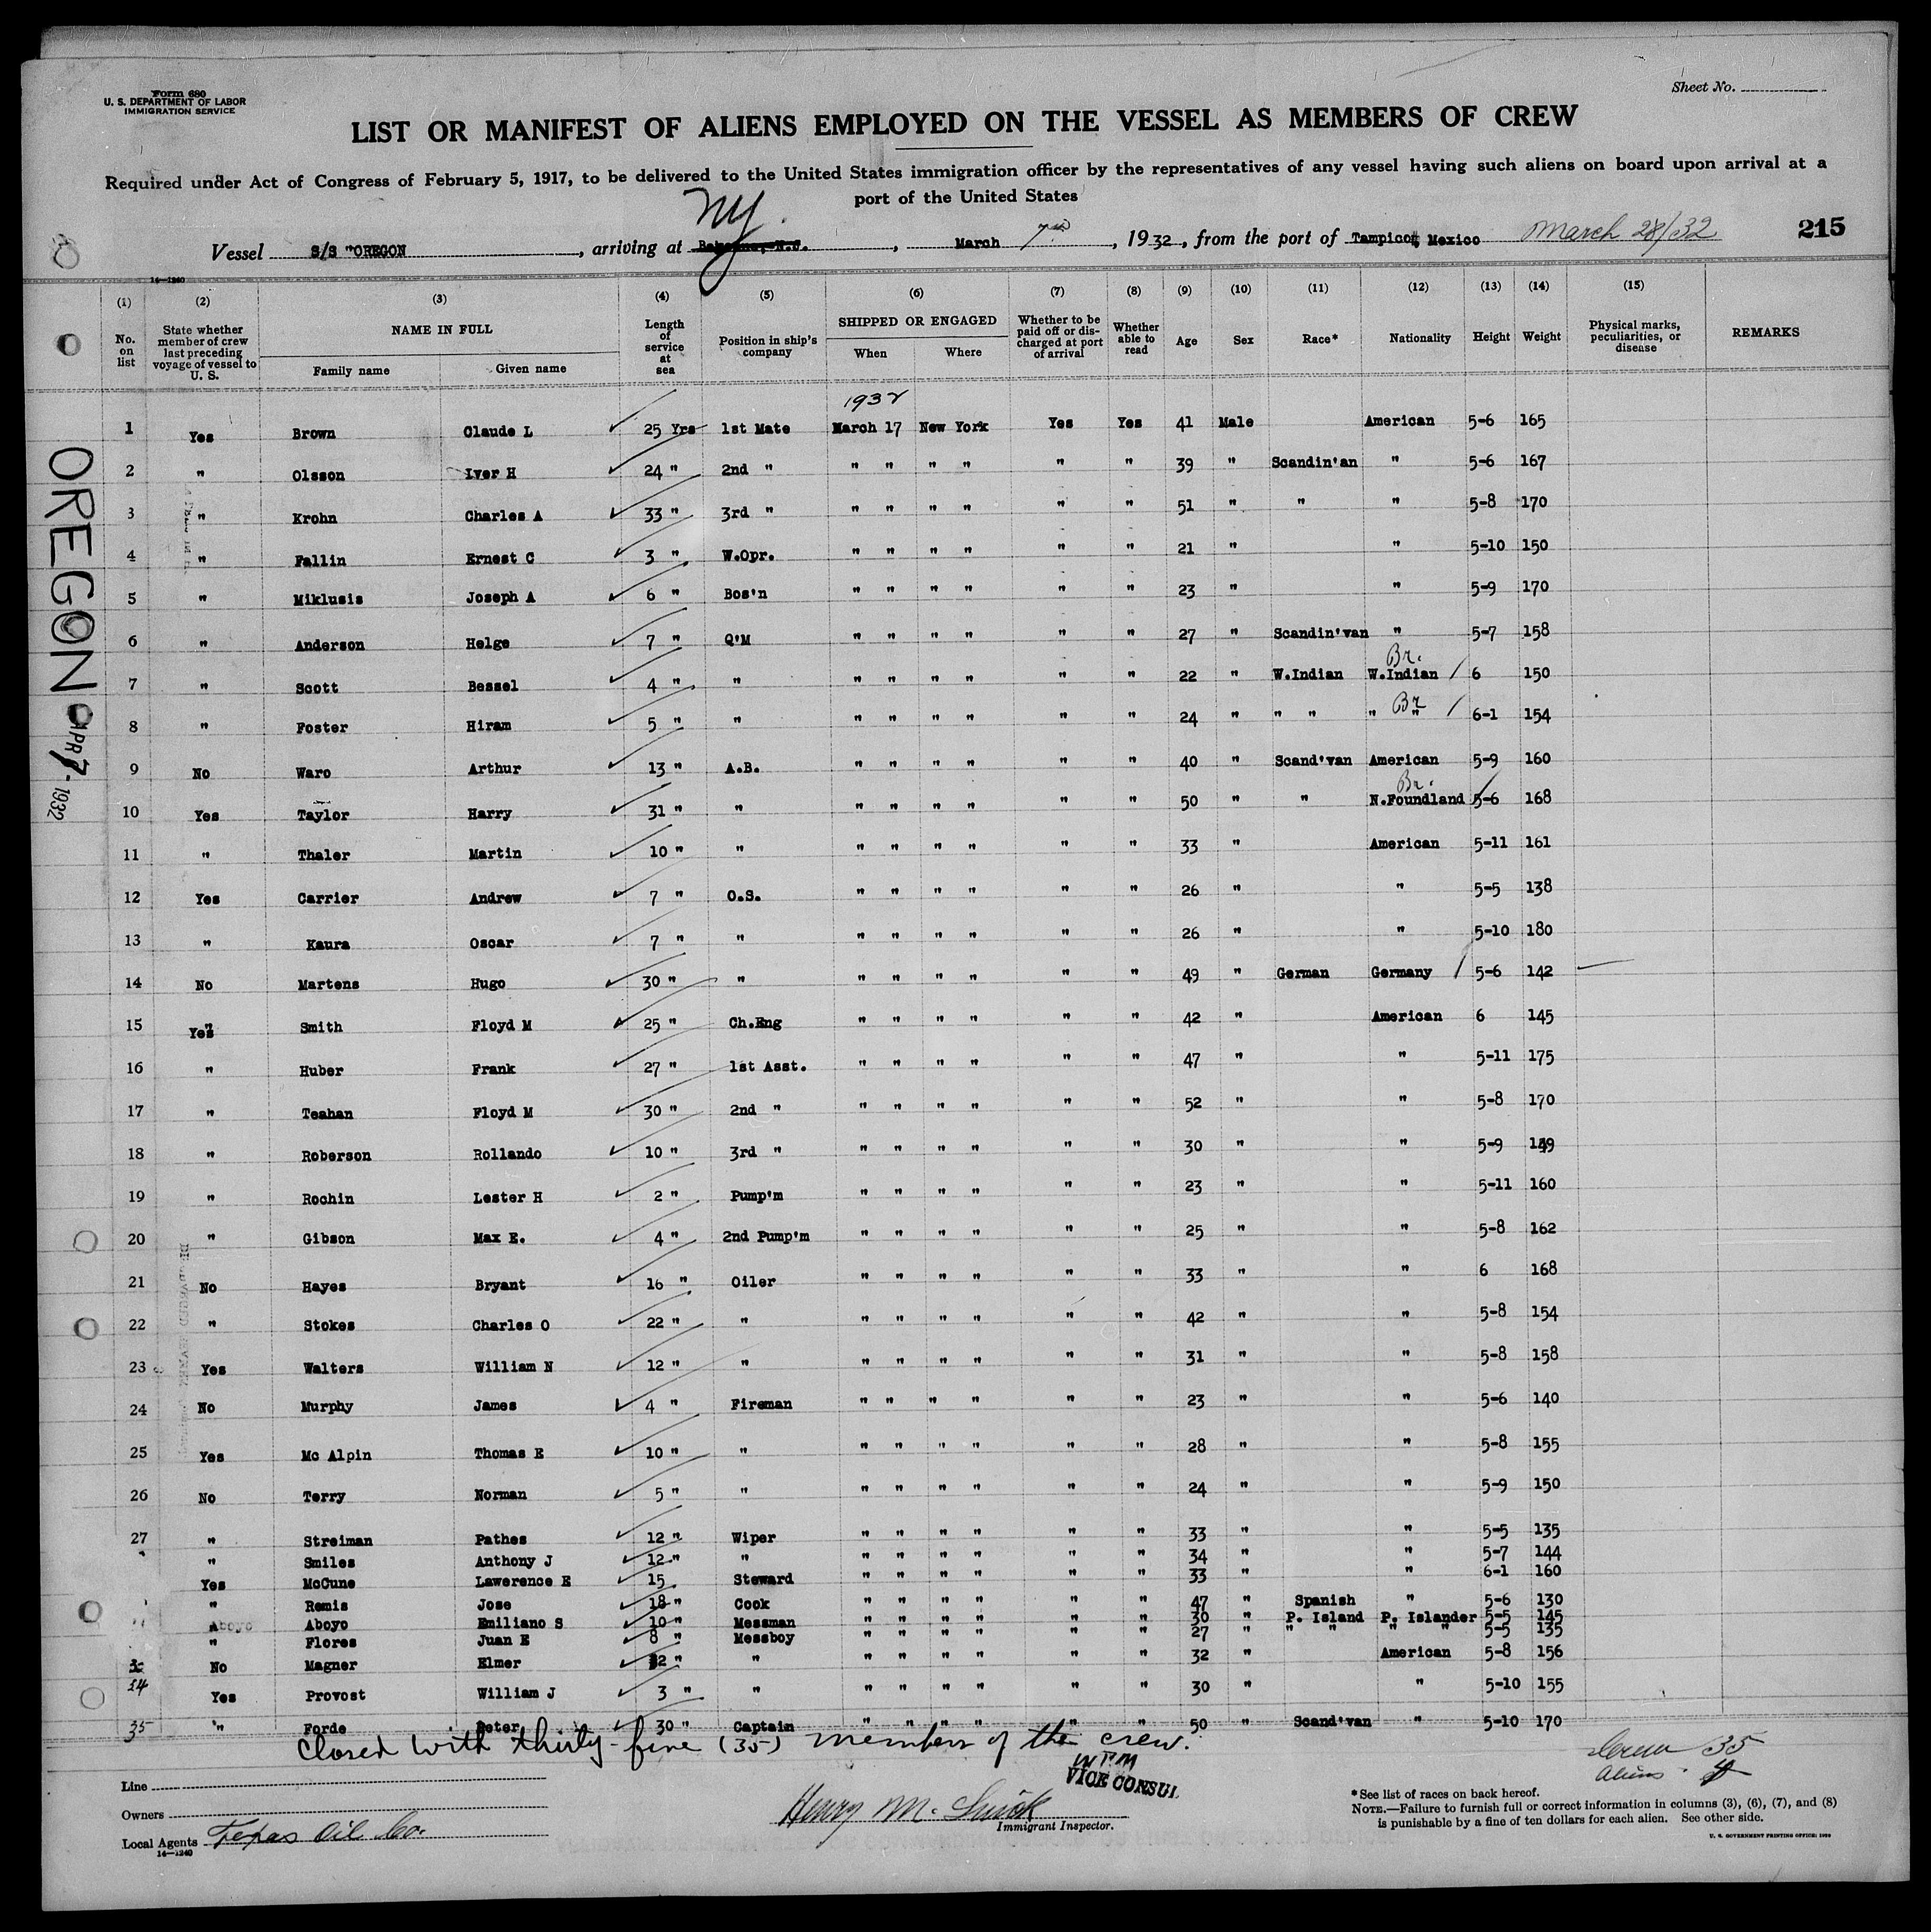 Form 680
U. S. DEPARTMENT OF LABOR
IMMIGRATION SERVICE
Sheet No.
LIST OR MANIFEST OF ALIENS EMPLOYED ON THE VESSEL AS MEMBERS OF CREW
Required under Act of Congress of February 5, 1917, to be delivered to the United States immigration officer by the representatives of any vessel having such aliens on board upon arrival at a
port of the United States
NY.
Vessel S/S "OREGON , arriving at , March 7th , 1932, from the port of Tampico, Mexico March 28/32 215
14—1240
(1) (2) (3) (4) (5) (6) (7) (8) (9) (10) (11) (12) (13) (14) (15)
No. on list State whether member of crew last preceding voyage of vessel to U. S. NAME IN FULL Family name Given name Length of service at sea Position in ship's company SHIPPED OR ENGAGED When Where Whether to be paid off or discharged at port of arrival Whether able to read Age Sex Race* Nationality Height Weight Physical marks, peculiarities, or disease REMARKS
1932
1 Yes Brown Claude L 25 Yrs 1st Mate March 17 New York Yes Yes 41 Male American 5-6 165
2 " Olsson Iver H 24 " 2nd " " " " " " " 39 " Scandin'an " 5-6 167
3 " Krohn Charles A 33 " 3rd " " " " " " " 51 " " " 5-8 170
4 " Fallin Ernest C 3 " W.Opr. " " " " " " 21 " " 5-10 150
5 " Miklusis Joseph A 6 " Bos'n " " " " " " 23 " " 5-9 170
6 " Anderson Helge 7 " Q'M " " " " " " 27 " Scandin'van " 5-7 158
7 " Scott Bessel 4 " " " " " " " " 22 " W.Indian Br. W.Indian / 6 150
8 " Foster Hiram 5 " " " " " " " " 24 " " " Br " " / 6-1 154
9 No Waro Arthur 13 " A.B. " " " " " " 40 " Scand'van American 5-9 160
10 Yes Taylor Harry 31 " " " " " " " " 50 " " Br. N.Foundland / 5-6 168
11 " Thaler Martin 10 " " " " " " " " 33 " American 5-11 161
12 Yes Carrier Andrew 7 " O.S. " " " " " " 26 " " 5-5 138
13 " Kaura Oscar 7 " " " " " " " " 26 " " 5-10 180
14 No Martens Hugo 30 " " " " " " " " 49 " German Germany / 5-6 142
15 Yes Smith Floyd M 25 " Ch.Eng " " " " " " 42 " American 6 145
16 " Huber Frank 27 " 1st Asst. " " " " " " 47 " " 5-11 175
17 " Teahan Floyd M 30 " 2nd " " " " " " " 52 " " 5-8 170
18 " Roberson Rollando 10 " 3rd " " " " " " " 30 " " 5-9
19 " Rochin Lester H 2 " Pump'm " " " " " " 23 " " 5-11 160
20 " Gibson Max E. 4 " 2nd Pump'm " " " " " " 25 " " 5-8 162
21 No Hayes Bryant 16 " Oiler " " " " " " 33 " " 6 168
22 " Stokes Charles O 22 " " " " " " " " 42 " " 5-8 154
23 Yes Walters William N 12 " " " " " " " " 31 " " 5-8 158
24 No Murphy James 4 " Fireman " " " " " " 23 " " 5-6 140
25 Yes Mc Alpin Thomas E 10 " " " " " " " " 28 " " 5-8 155
26 No Terry Norman 5 " " " " " " " " 24 " " 5-9 150
27 " Streiman Pathes 12 " Wiper " " " " " " 33 " " 5-5 135
" Smiles Anthony J 12 " " " " " " " " 34 " " 5-7 144
Yes McCune Lawerence E 15 Steward " " " " " " 33 " " 6-1 160
" Remis Jose 18 " Cook " " " " " " 47 " Spanish " 5-6 130
Aboyo Aboyo Emiliano S 10 " Messman " " " " " " 30 " P. Island P. Islander 5-5 145
" Flores Juan E 8 " Messboy " " " " " " 27 " " " " " 5-5 135
No Magner Elmer 2 " " " " " " " " 32 " American 5-8 156
34 Yes Provost William J 3 " " " " " " " " 30 " " 5-10 155
35 " Forde Peter 30 " Captain " " " " " " 50 " Scand'van " 5-10 170
Closed with thirty-five (35) members of the crew.
OREGON
APR 7 - 1932
Crew 35
Aliens
WPM
VICE CONSUL
Line
Owners
Local Agents Texas Oil Co.
14—1240
Henry M.
Immigrant Inspector.
*See list of races on back hereof.
NOTE.—Failure to furnish full or correct information in columns (3), (6), (7), and (8)
is punishable by a fine of ten dollars for each alien. See other side.
U. S. GOVERNMENT PRINTING OFFICE: